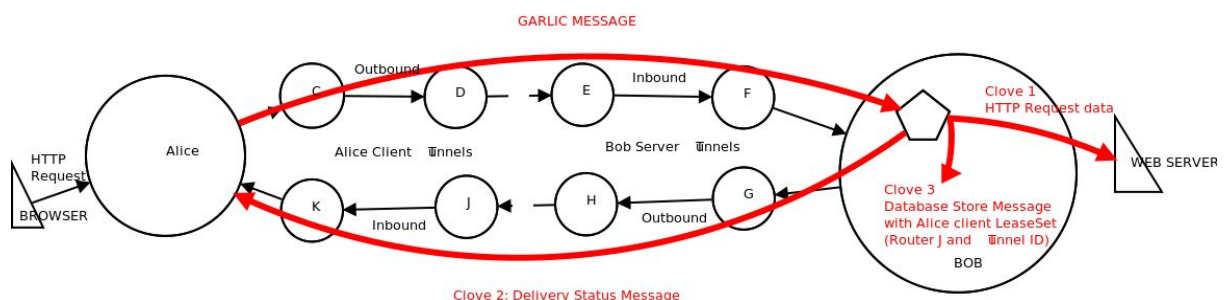 GARLIC MESSAGE
Outbound
Inbound
C
D
E
F
Clove 1
HTTP Request data
Alice
Alice Client Tunnels
Bob Server Tunnels
HTTP
Request
BROWSER
WEB SERVER
K
J
H
G
Inbound
Outbound
Clove 3
Database Store Message
with Alice client LeaseSet
(Router J and Tunnel ID)
BOB
Clove 2: Delivery Status Message